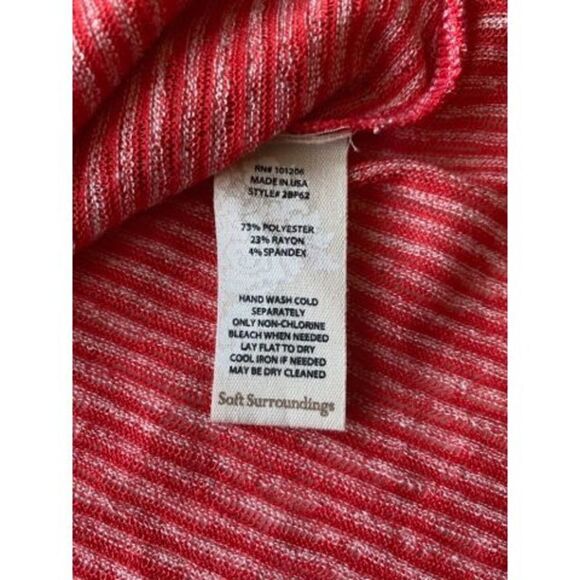 RN# 101206
MADE IN USA
STYLE# 2BP62
73% POLYESTER
23% RAYON
4% SPANDEX
HAND WASH COLD
SEPARATELY
ONLY NON-CHLORINE
BLEACH WHEN NEEDED
LAY FLAT TO DRY
COOL IRON IF NEEDED
MAY BE DRY CLEANED
Soft Surroundings